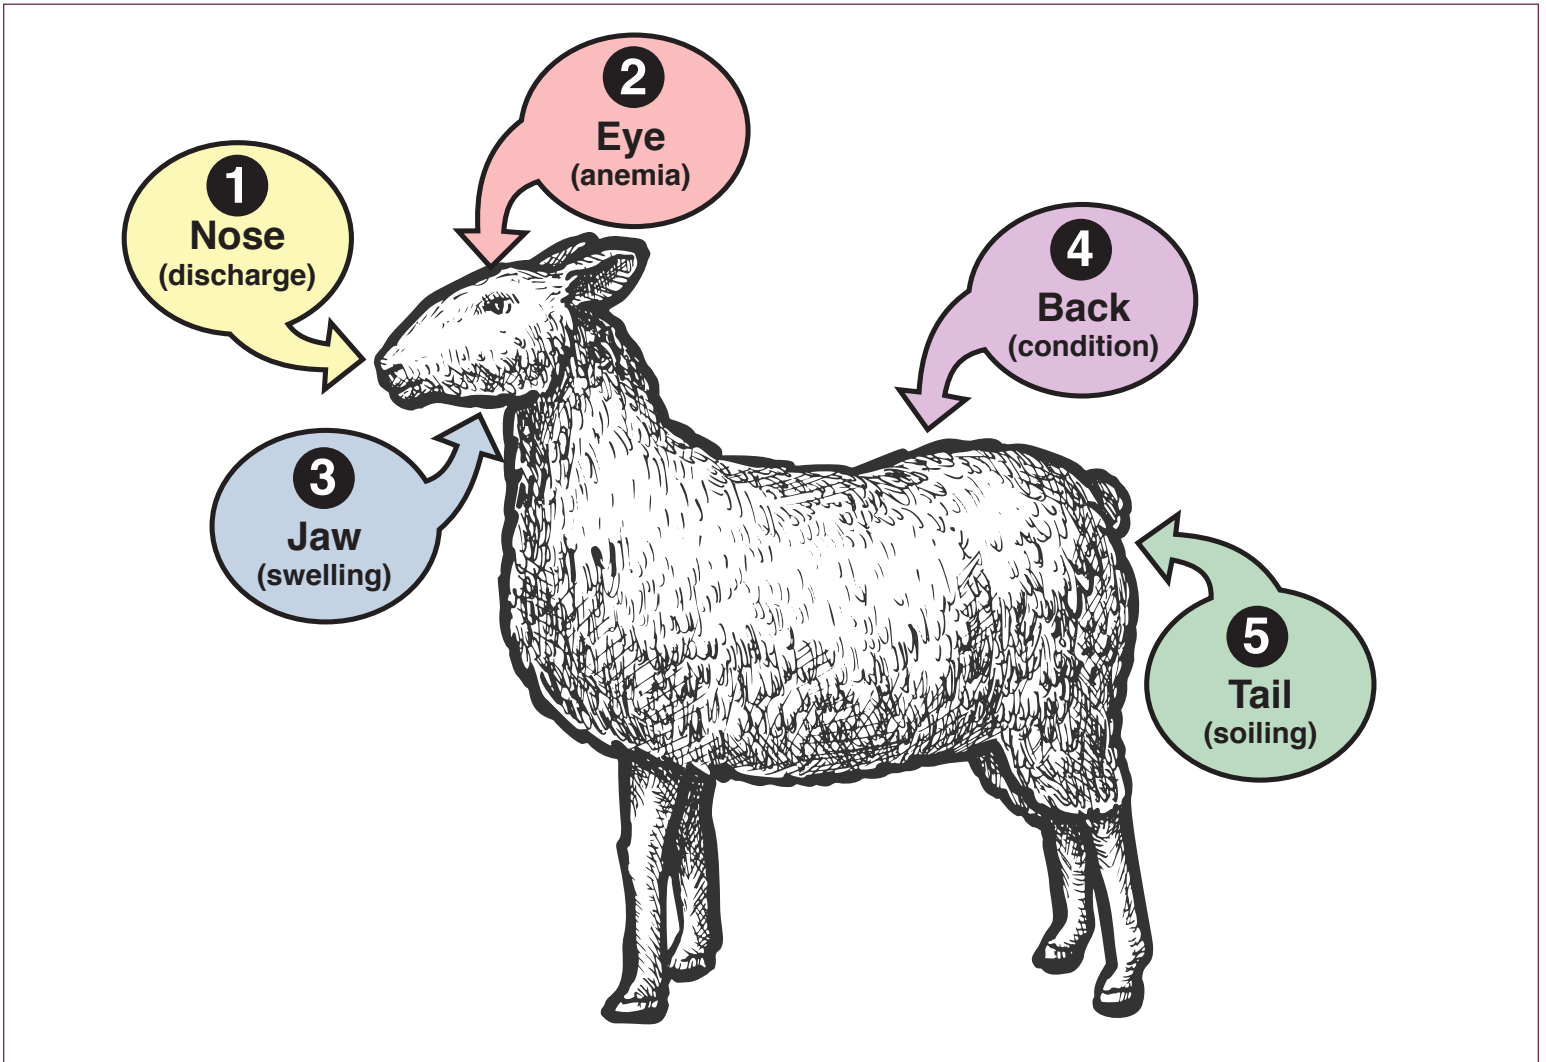 1
Nose
(discharge)
2
Eye
(anemia)
3
Jaw
(swelling)
4
Back
(condition)
5
Tail
(soiling)